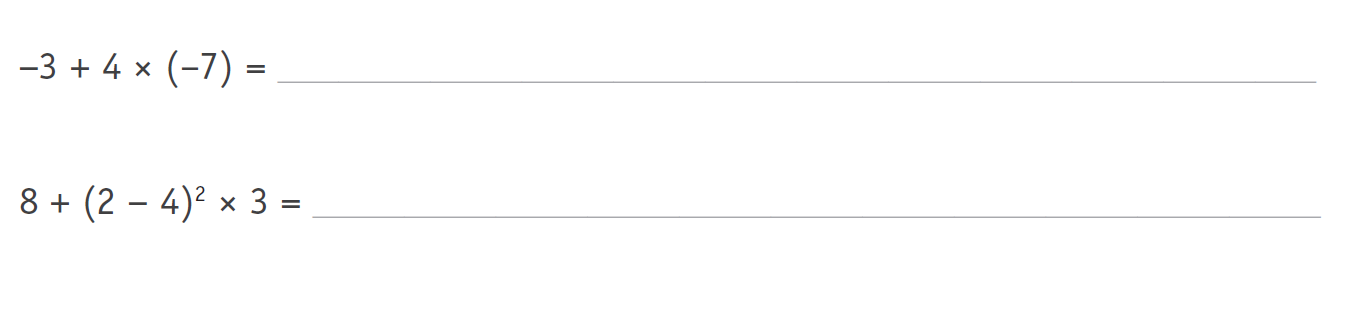 –3 + 4 × (–7) =
8 + (2 – 4)² × 3 =